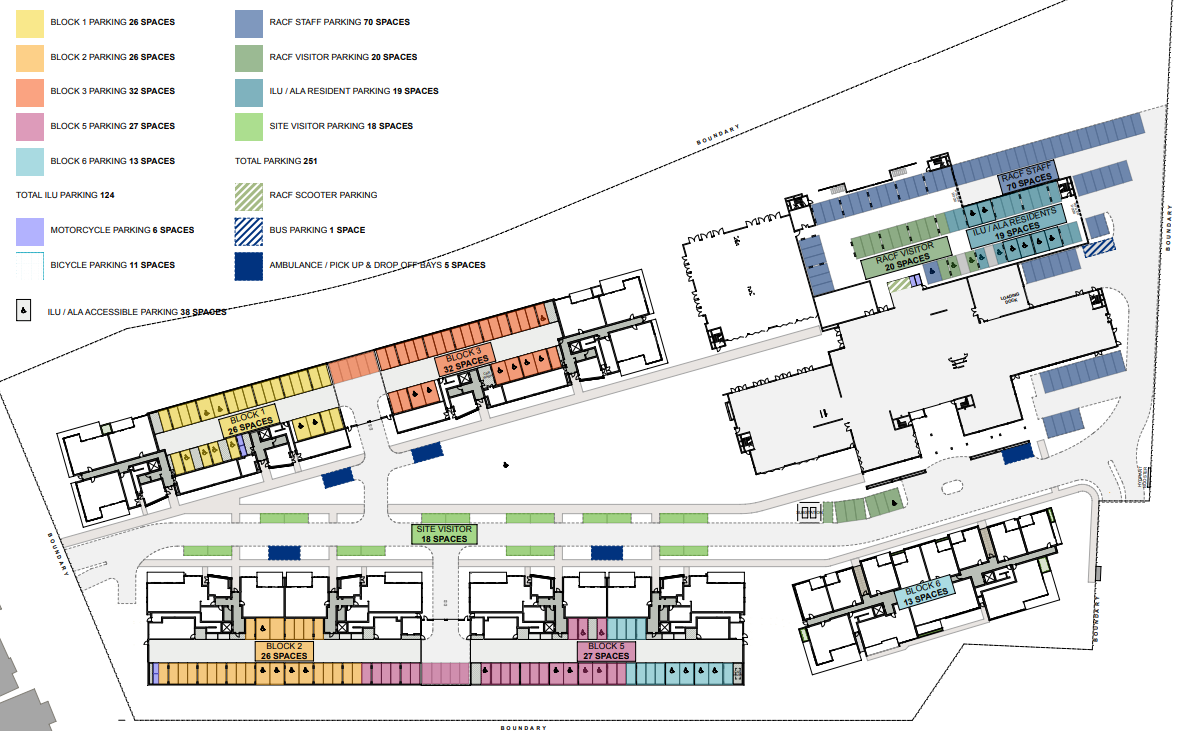 BLOCK 1 PARKING 26 SPACES
BLOCK 2 PARKING 26 SPACES
BLOCK 3 PARKING 32 SPACES
BLOCK 5 PARKING 27 SPACES
BLOCK 6 PARKING 13 SPACES
TOTAL ILU PARKING 124
MOTORCYCLE PARKING 6 SPACES
BICYCLE PARKING 11 SPACES
ILU / ALA ACCESSIBLE PARKING 38 SPACES
RACF STAFF PARKING 70 SPACES
RACF VISITOR PARKING 20 SPACES
ILU / ALA RESIDENT PARKING 19 SPACES
SITE VISITOR PARKING 18 SPACES
TOTAL PARKING 251
RACF SCOOTER PARKING
BUS PARKING 1 SPACE
AMBULANCE / PICK UP & DROP OFF BAYS 5 SPACES
BOUNDARY
RACF STAFF
70 SPACES
ILU / ALA RESIDENTS
19 SPACES
RACF VISITOR
20 SPACES
LOADING
DOCK
BOUNDARY
BLOCK 3
32 SPACES
BLOCK 1
26 SPACES
SITE VISITOR
18 SPACES
BOUNDARY
BLOCK 6
13 SPACES
BOUNDARY
BLOCK 2
26 SPACES
BLOCK 5
27 SPACES
BOUNDARY